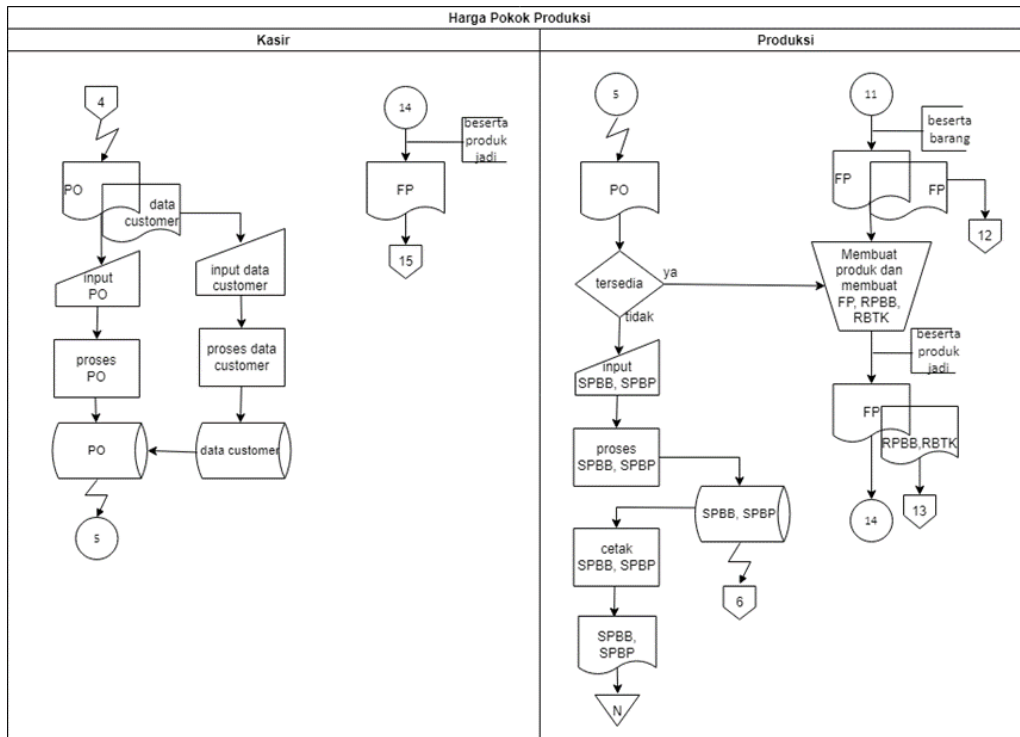 Harga Pokok Produksi
Kasir
Produksi
4
PO
data
customer
input
PO
input data
customer
proses
PO
proses data
customer
PO
data customer
5
14
beserta
produk
jadi
FP
15
5
PO
tersedia
ya
tidak
input
SPBB, SPBP
proses
SPBB, SPBP
SPBB, SPBP
cetak
SPBB, SPBP
6
SPBB,
SPBP
N
11
beserta
barang
FP
FP
12
Membuat
produk dan
membuat
FP, RPBB,
RBTK
beserta
produk
jadi
FP
RPBB,RBTK
14
13